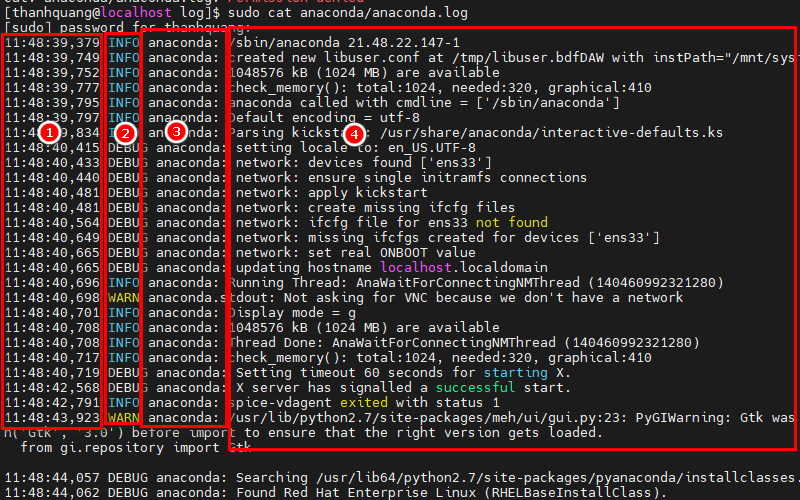 [thanhquang@localhost log]$ sudo cat anaconda/anaconda.log
[sudo] password for thanhquang:
11:48:39,379 INFO anaconda: /sbin/anaconda 21.48.22.147-1
11:48:39,749 INFO anaconda: created new libuser.conf at /tmp/libuser.bdfDAW with instPath="/mnt/sys
11:48:39,752 INFO anaconda: 1048576 kB (1024 MB) are available
11:48:39,777 INFO anaconda: check_memory(): total:1024, needed:320, graphical:410
11:48:39,795 INFO anaconda: anaconda called with cmdline = ['/sbin/anaconda']
11:48:39,797 INFO anaconda: Default encoding = utf-8
1 2 3 4
11:48:39,834 INFO anaconda: Parsing kickstart: /usr/share/anaconda/interactive-defaults.ks
11:48:40,415 DEBUG anaconda: setting locale to: en_US.UTF-8
11:48:40,433 DEBUG anaconda: network: devices found ['ens33']
11:48:40,440 DEBUG anaconda: network: ensure single initramfs connections
11:48:40,481 DEBUG anaconda: network: apply kickstart
11:48:40,481 DEBUG anaconda: network: create missing ifcfg files
11:48:40,564 DEBUG anaconda: network: ifcfg file for ens33 not found
11:48:40,649 DEBUG anaconda: network: missing ifcfgs created for devices ['ens33']
11:48:40,665 DEBUG anaconda: network: set real ONBOOT value
11:48:40,665 DEBUG anaconda: updating hostname localhost.localdomain
11:48:40,696 INFO anaconda: Running Thread: AnaWaitForConnectingNMThread (140460992321280)
11:48:40,698 WARN anaconda.stdout: Not asking for VNC because we don't have a network
11:48:40,701 INFO anaconda: Display mode = g
11:48:40,708 INFO anaconda: 1048576 kB (1024 MB) are available
11:48:40,708 INFO anaconda: Thread Done: AnaWaitForConnectingNMThread (140460992321280)
11:48:40,717 INFO anaconda: check_memory(): total:1024, needed:320, graphical:410
11:48:40,719 DEBUG anaconda: Setting timeout 60 seconds for starting X.
11:48:42,568 DEBUG anaconda: X server has signalled a successful start.
11:48:42,791 INFO anaconda: spice-vdagent exited with status 1
11:48:43,923 WARN anaconda: /usr/lib/python2.7/site-packages/meh/ui/gui.py:23: PyGIWarning: Gtk was
n('Gtk', '3.0') before import to ensure that the right version gets loaded.
from gi.repository import Gtk
11:48:44,057 DEBUG anaconda: Searching /usr/lib64/python2.7/site-packages/pyanaconda/installclasses.
11:48:44,062 DEBUG anaconda: Found Red Hat Enterprise Linux (RHELBaseInstallClass).